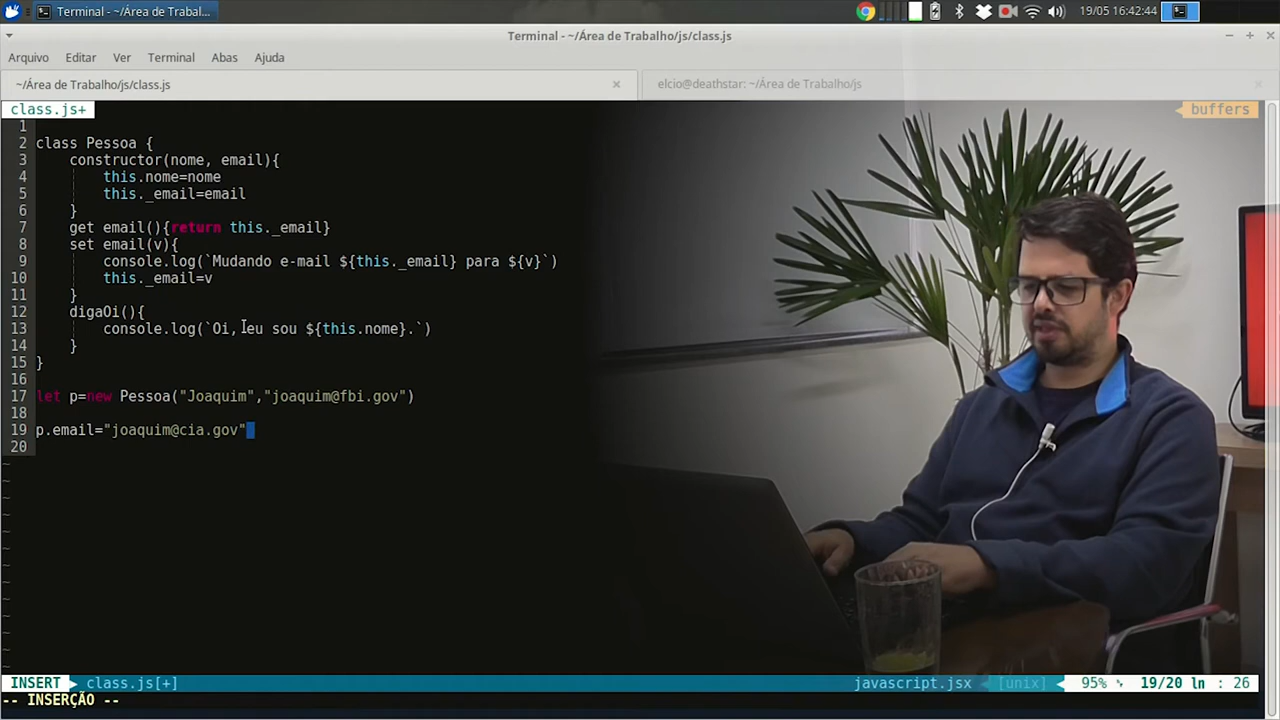 Terminal - ~/Área de Trabal...
19/05 16:42:44
Terminal - ~/Área de Trabalho/js/class.js
Arquivo Editar Ver Terminal Abas Ajuda
~/Área de Trabalho/js/class.js
elcio@deathstar: ~/Área de Trabalho/js
class.js+
buffers
1
2 class Pessoa {
3 constructor(nome, email){
4 this.nome=nome
5 this._email=email
6 }
7 get email(){return this._email}
8 set email(v){
9 console.log(`Mudando e-mail ${this._email} para ${v}`)
10 this._email=v
11 }
12 digaOi(){
13 console.log(`Oi, eu sou ${this.nome}.`)
14 }
15 }
16
17 let p=new Pessoa("Joaquim","joaquim@fbi.gov")
18
19 p.email="joaquim@cia.gov"
20
~
~
~
~
~
~
~
~
~
~
~
~
~
INSERT class.js[+] javascript.jsx [unix] 95% 19/20 ln : 26
-- INSERÇÃO --